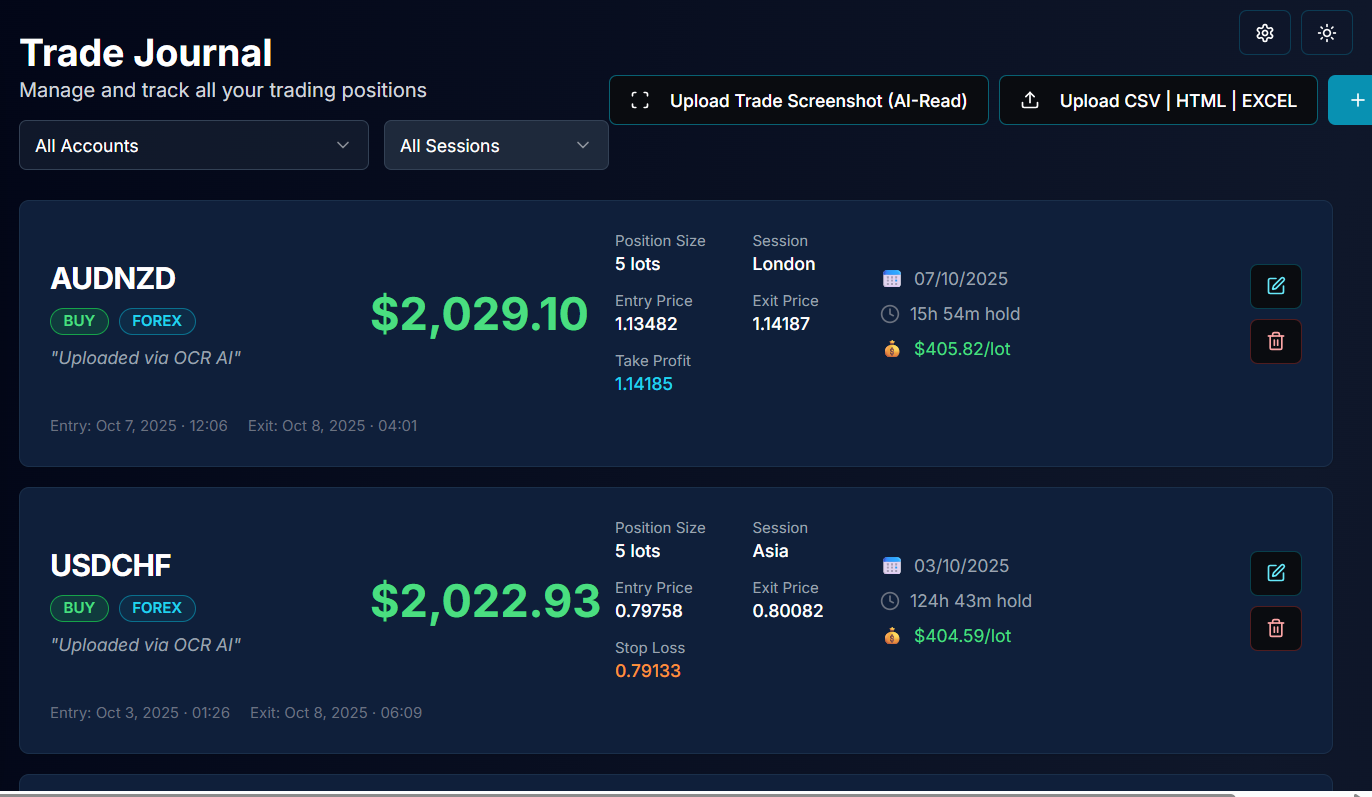 Trade Journal
Manage and track all your trading positions
Upload Trade Screenshot (AI-Read)
Upload CSV | HTML | EXCEL
+
All Accounts
All Sessions
AUDNZD
BUY
FOREX
"Uploaded via OCR AI"
$2,029.10
Position Size
5 lots
Session
London
Entry Price
1.13482
Exit Price
1.14187
Take Profit
1.14185
07/10/2025
15h 54m hold
$405.82/lot
Entry: Oct 7, 2025 · 12:06
Exit: Oct 8, 2025 · 04:01
USDCHF
BUY
FOREX
"Uploaded via OCR AI"
$2,022.93
Position Size
5 lots
Session
Asia
Entry Price
0.79758
Exit Price
0.80082
Stop Loss
0.79133
03/10/2025
124h 43m hold
$404.59/lot
Entry: Oct 3, 2025 · 01:26
Exit: Oct 8, 2025 · 06:09